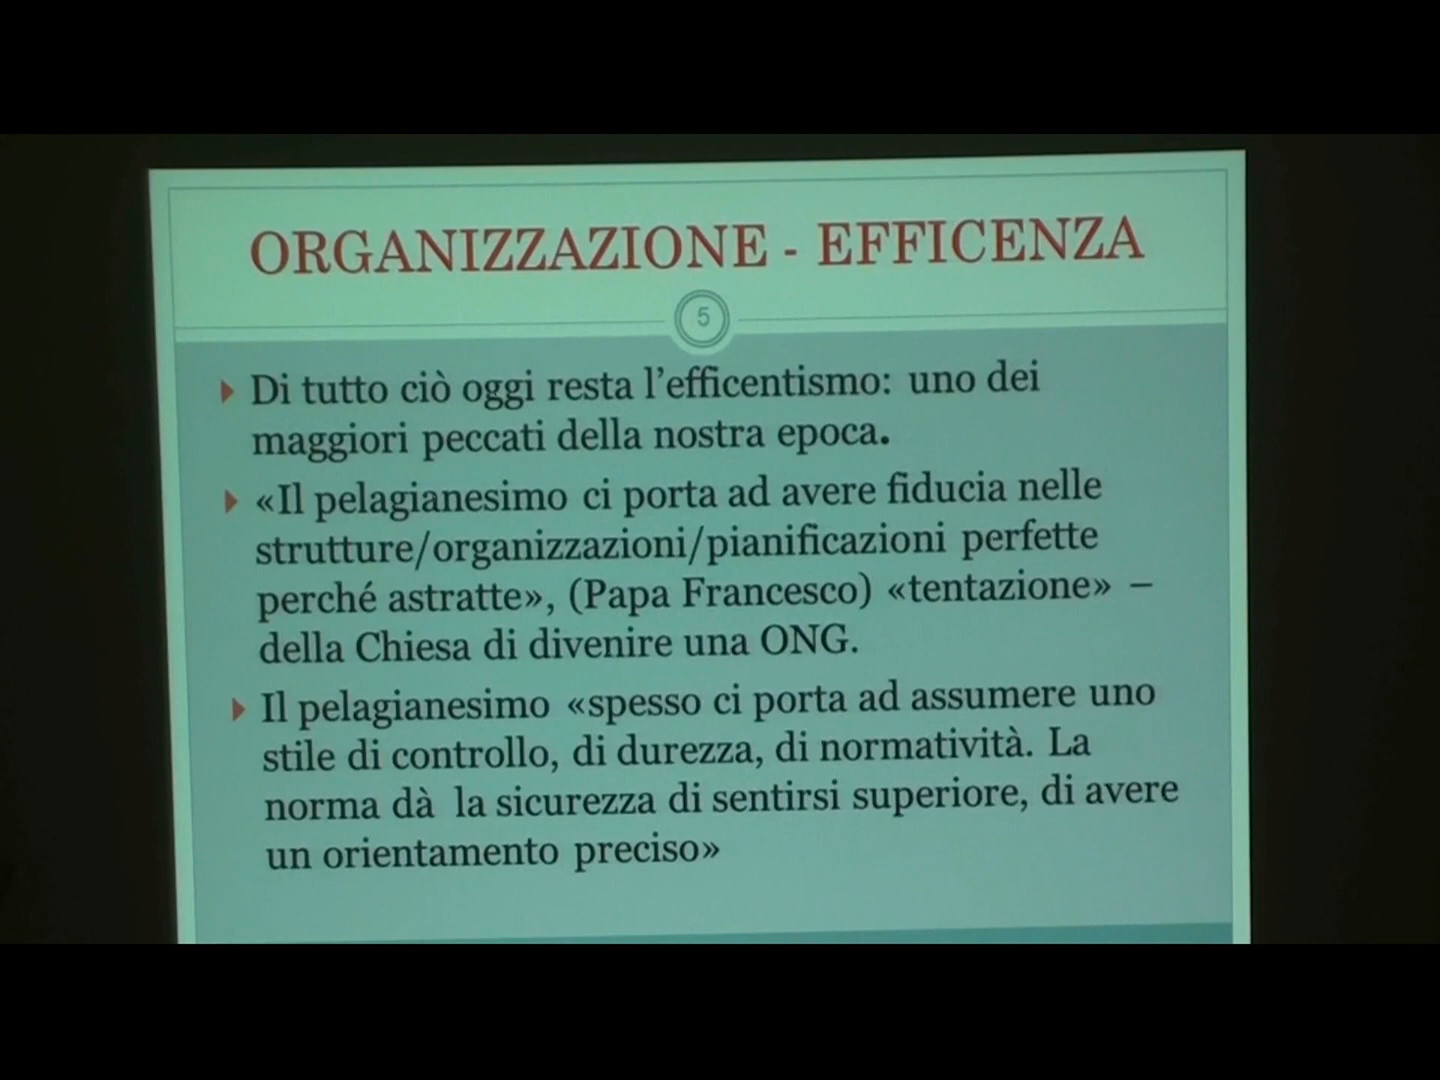 ORGANIZZAZIONE - EFFICENZA
5
Di tutto ciò oggi resta l'efficentismo: uno dei
maggiori peccati della nostra epoca.
«Il pelagianesimo ci porta ad avere fiducia nelle
strutture/organizzazioni/pianificazioni perfette
perché astratte», (Papa Francesco) «tentazione» –
della Chiesa di divenire una ONG.
Il pelagianesimo «spesso ci porta ad assumere uno
stile di controllo, di durezza, di normatività. La
norma dà la sicurezza di sentirsi superiore, di avere
un orientamento preciso»